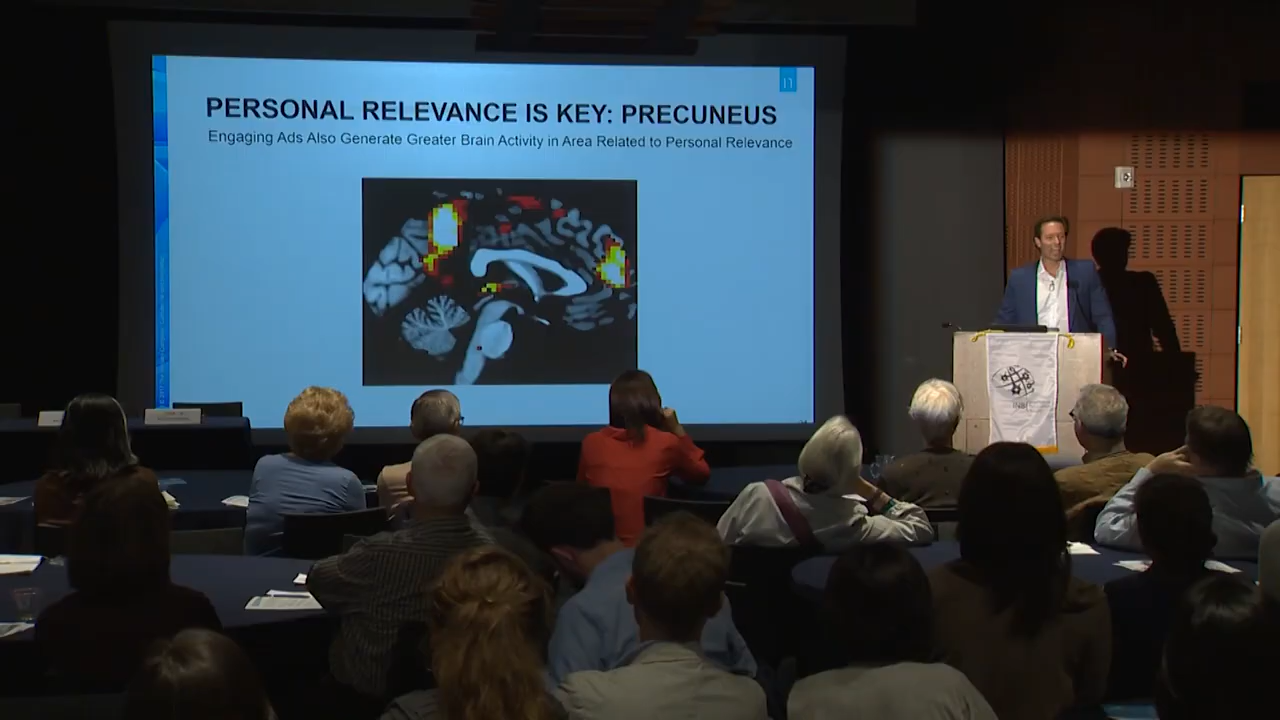 PERSONAL RELEVANCE IS KEY: PRECUNEUS
Engaging Ads Also Generate Greater Brain Activity in Area Related to Personal Relevance